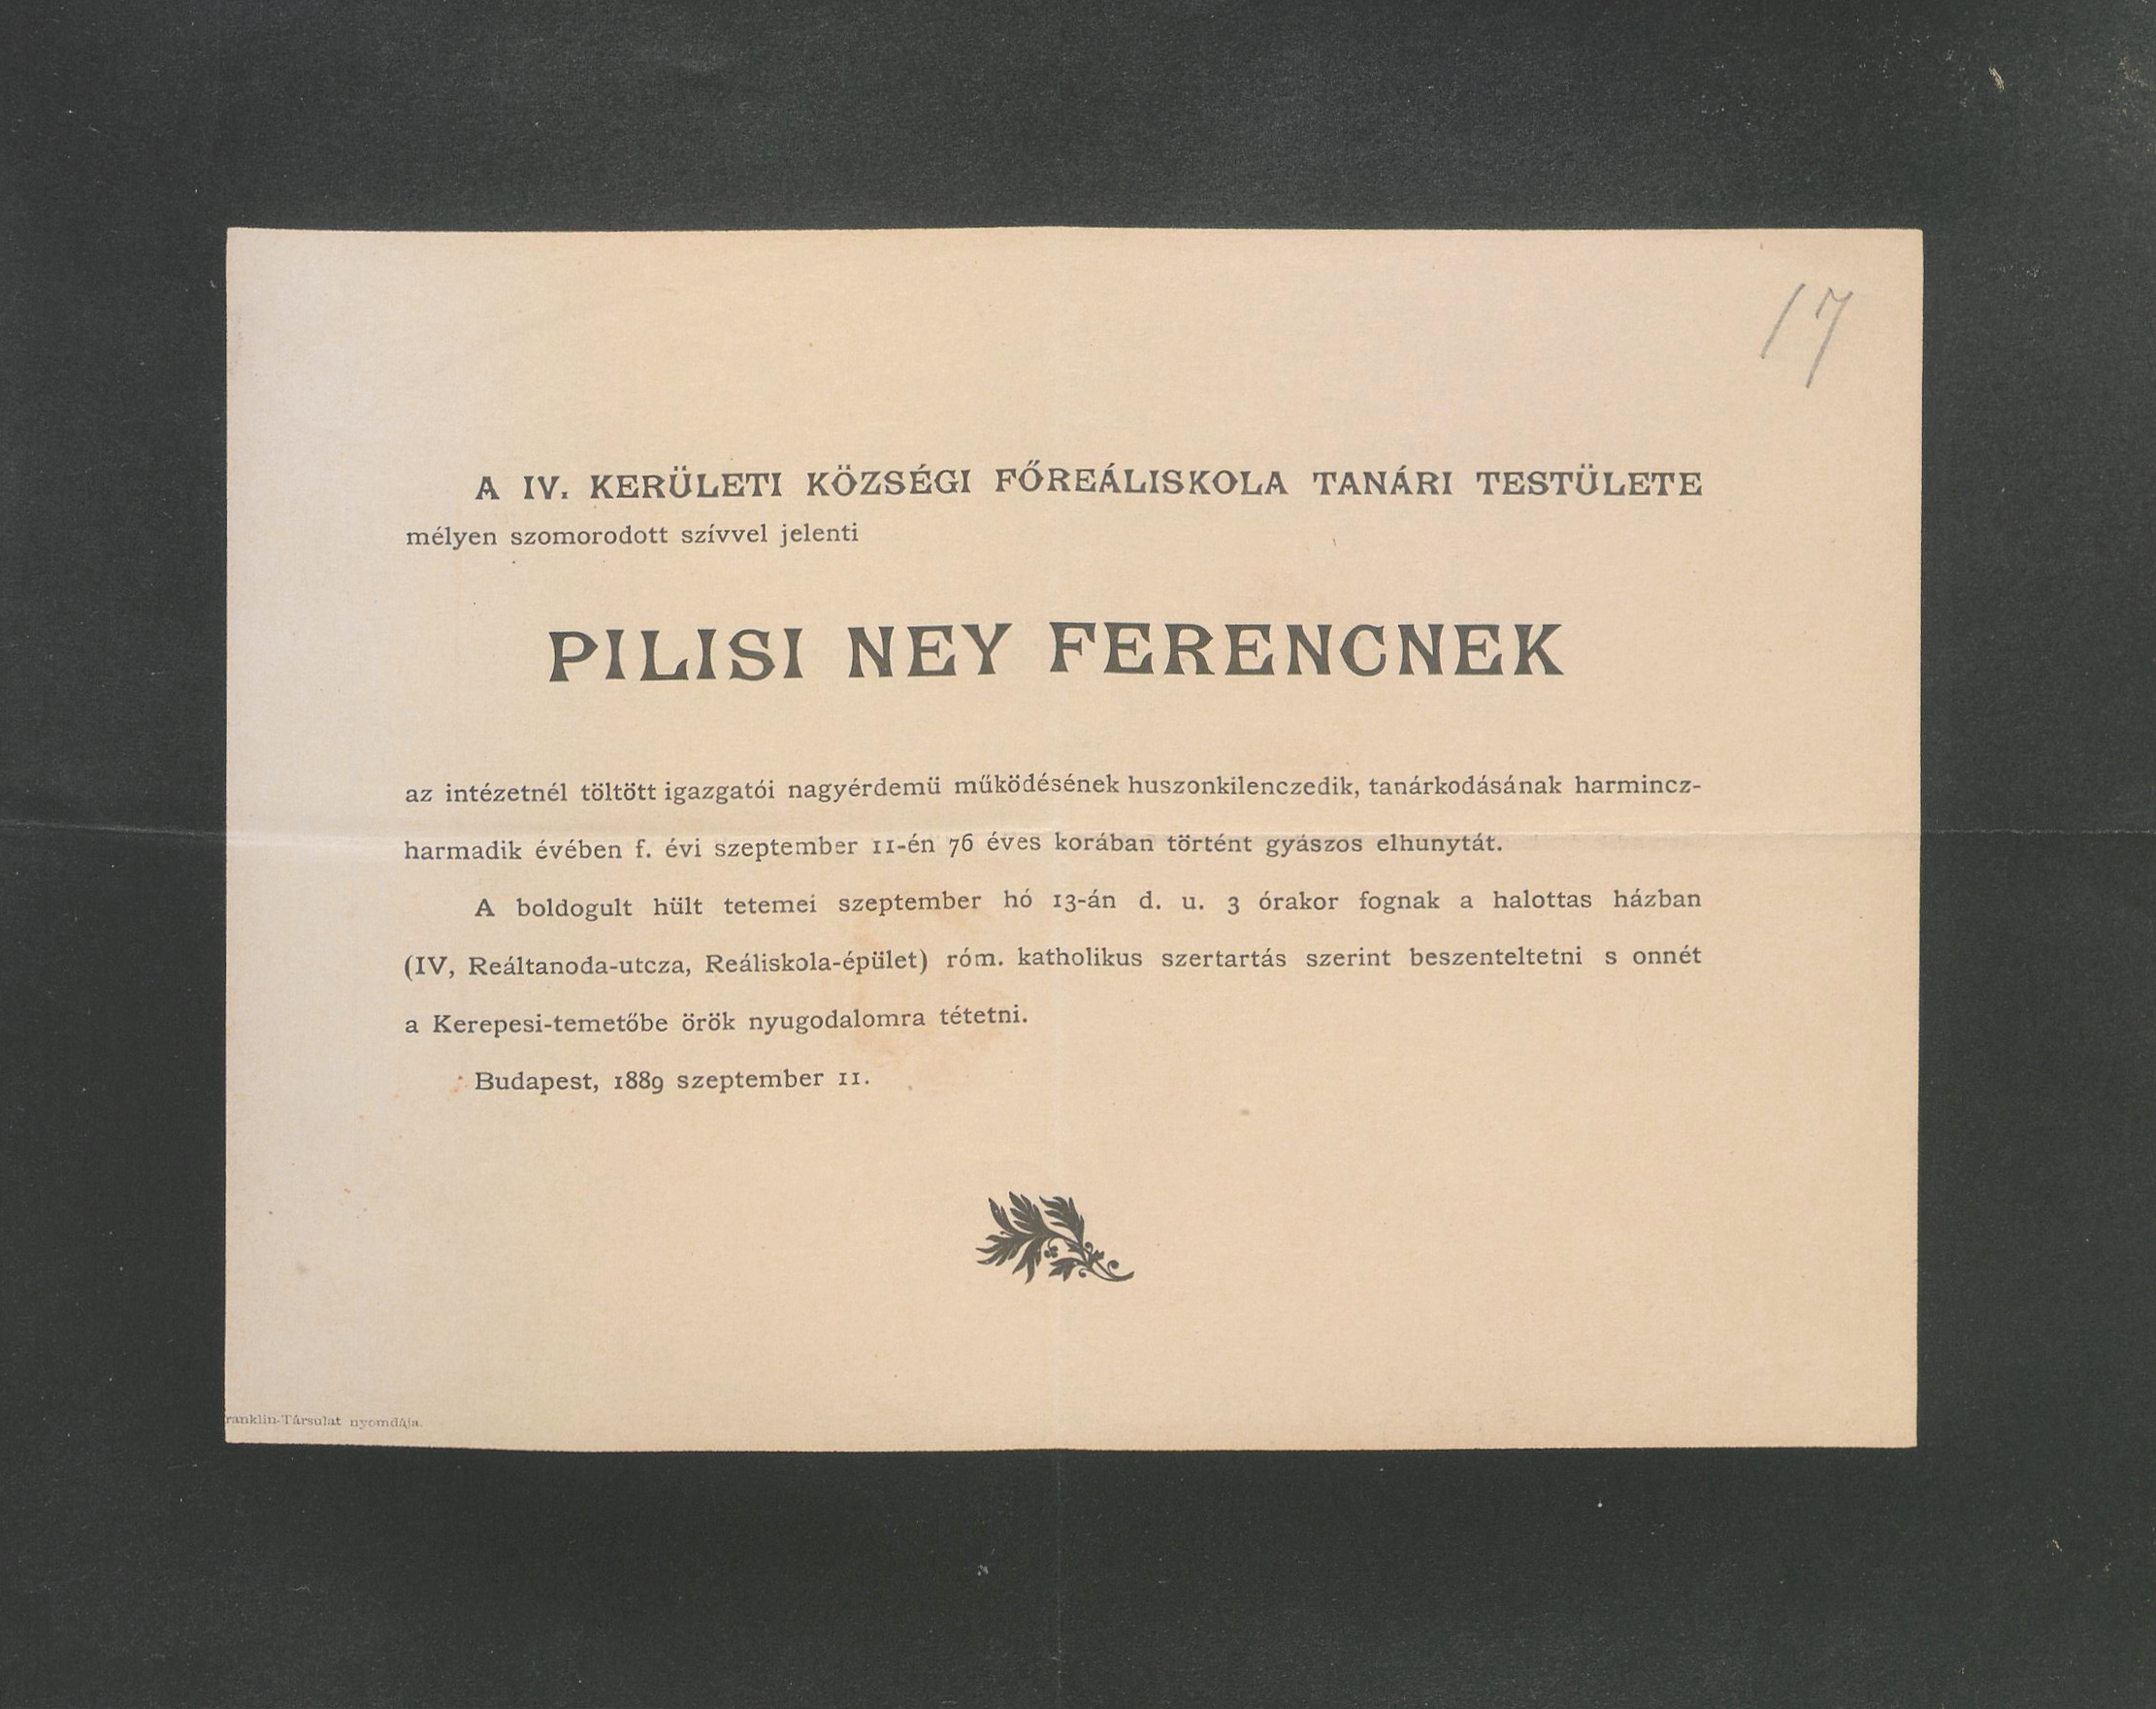 17
A IV. KERÜLETI KÖZSÉGI FŐREÁLISKOLA TANÁRI TESTÜLETE
mélyen szomorodott szívvel jelenti
PILISI NEY FERENCNEK
az intézetnél töltött igazgatói nagyérdemü működésének huszonkilenczedik, tanárkodásának harmincz-
harmadik évében f. évi szeptember 11-én 76 éves korában történt gyászos elhunytát.
A boldogult hült tetemei szeptember hó 13-án d. u. 3 órakor fognak a halottas házban
(IV, Reáltanoda-utcza, Reáliskola-épület) róm. katholikus szertartás szerint beszenteltetni s onnét
a Kerepesi-temetőbe örök nyugodalomra tétetni.
Budapest, 1889 szeptember 11.
ranklin-Társulat nyomdája.